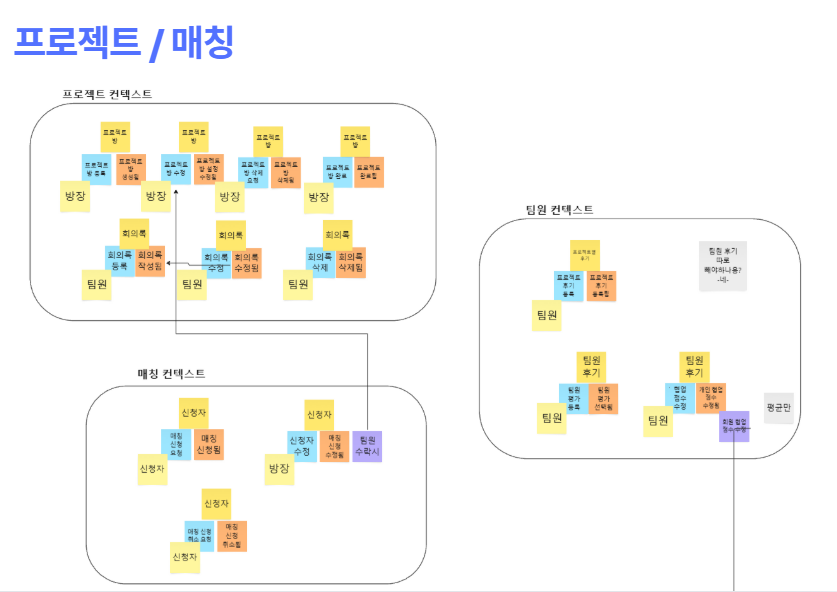 프로젝트 / 매칭
프로젝트 컨텍스트
프로젝트
방
프로젝트
방 등록
프로젝트
방
생성됨
방장
프로젝트
방
프로젝트
방 수정
프로젝트
방 설정
수정됨
방장
프로젝트
방
프로젝트
방 삭제
요청
프로젝트
방
삭제됨
방장
프로젝트
방
프로젝트
방 완료
프로젝트
완료됨
방장
회의록
회의록
등록
회의록
작성됨
팀원
회의록
회의록
수정
회의록
수정됨
팀원
회의록
회의록
삭제
회의록
삭제됨
팀원
매칭 컨텍스트
신청자
매칭
신청
요청
매칭
신청됨
신청자
신청자
신청자
수정
매칭
신청
수정됨
팀원
수락시
방장
신청자
매칭 신청
취소 요청
매칭
신청
취소됨
신청자
팀원 컨텍스트
후기
프로젝트
후기
등록
프로젝트
후기
등록됨
팀원
팀원 후기
따로
빼야하나용?
-네-
팀원
후기
팀원
평가
등록
팀원
평가
선택됨
팀원
팀원
후기
협업
점수
수정
개인 협업
점수
수정됨
회원 협업
점수 수정
팀원
평균만